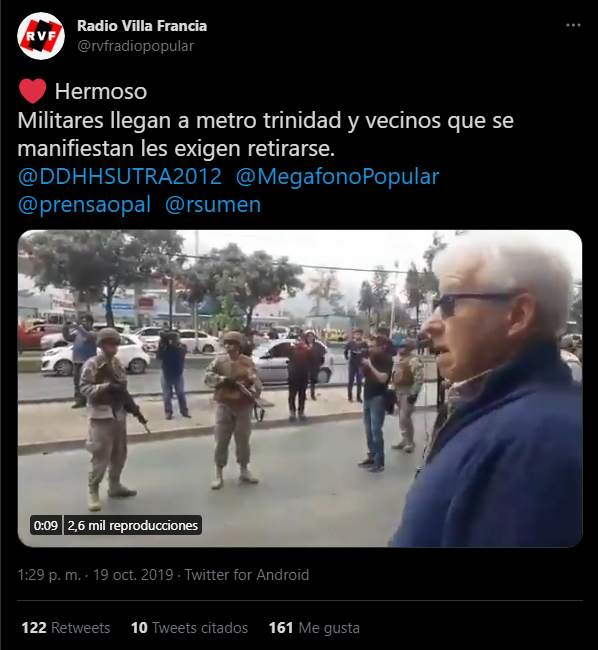 RVF
Radio Villa Francia
@rvfradiopopular
❤️ Hermoso
Militares llegan a metro trinidad y vecinos que se
manifiestan les exigen retirarse.
@DDHHSUTRA2012 @MegafonoPopular
@prensaopal @rsumen
0:09 2,6 mil reproducciones
1:29 p. m. · 19 oct. 2019 · Twitter for Android
122 Retweets 10 Tweets citados 161 Me gusta